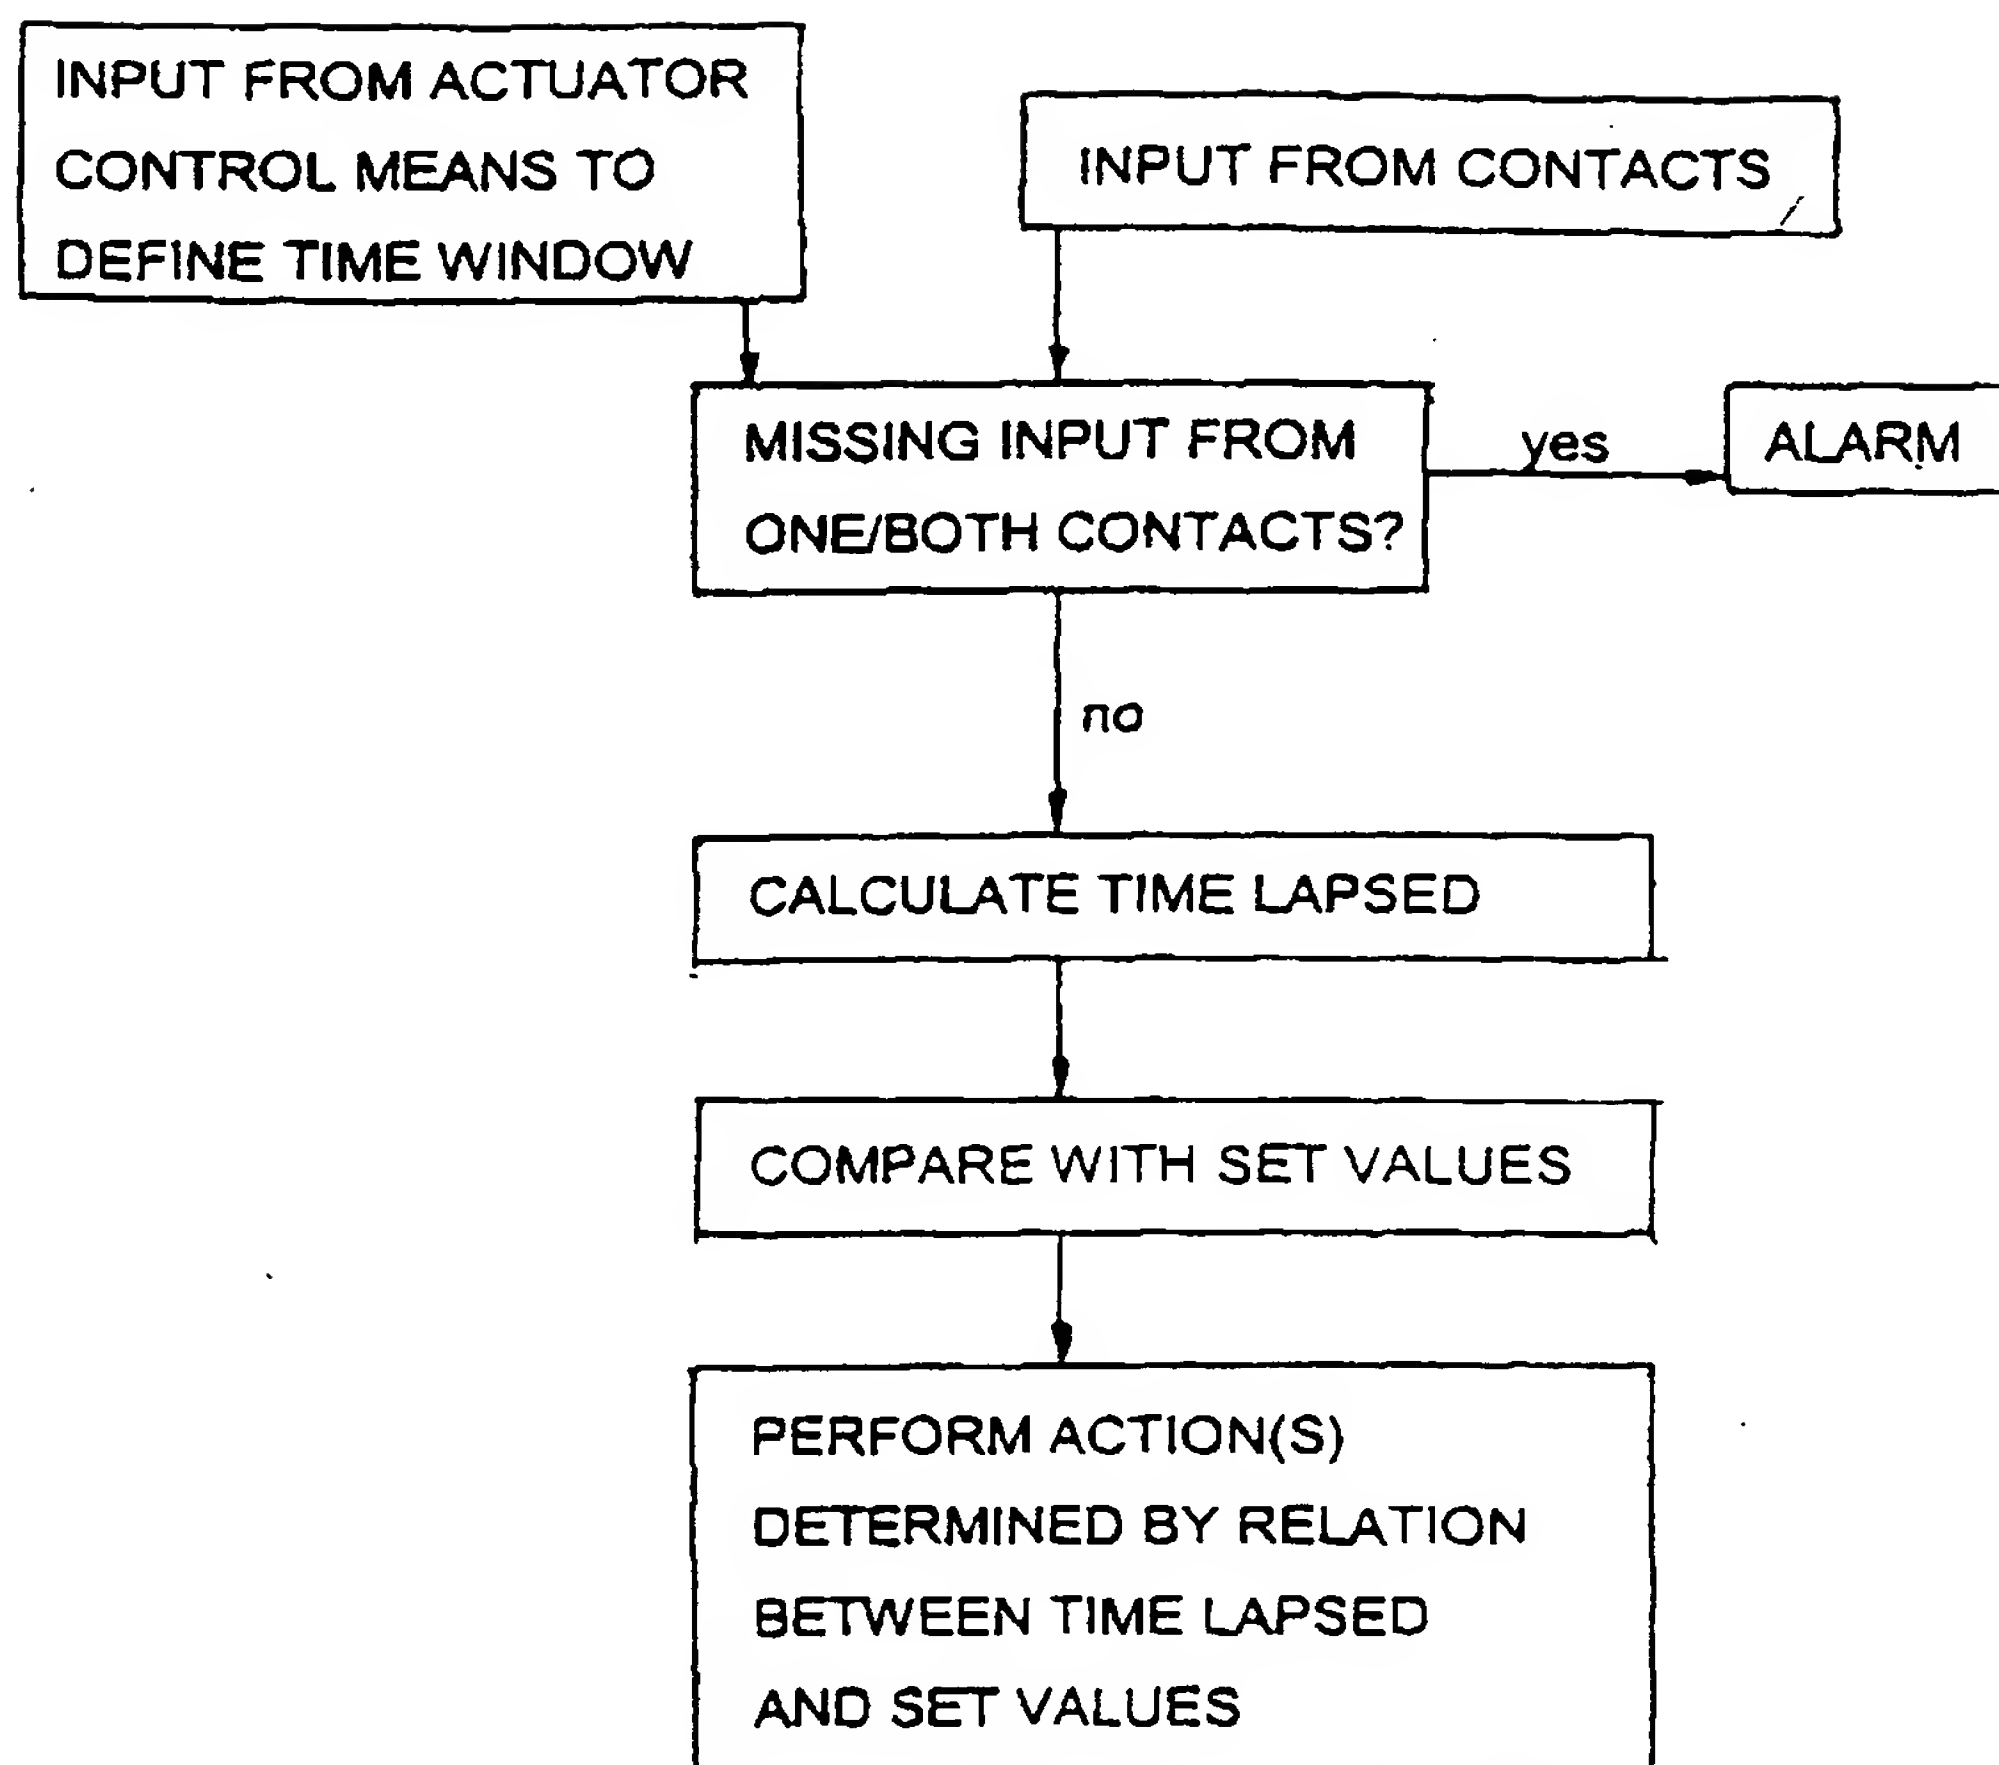 INPUT FROM ACTUATOR
CONTROL MEANS TO
DEFINE TIME WINDOW
INPUT FROM CONTACTS
MISSING INPUT FROM
ONE/BOTH CONTACTS?
yes
ALARM
no
CALCULATE TIME LAPSED
COMPARE WITH SET VALUES
PERFORM ACTION(S)
DETERMINED BY RELATION
BETWEEN TIME LAPSED
AND SET VALUES